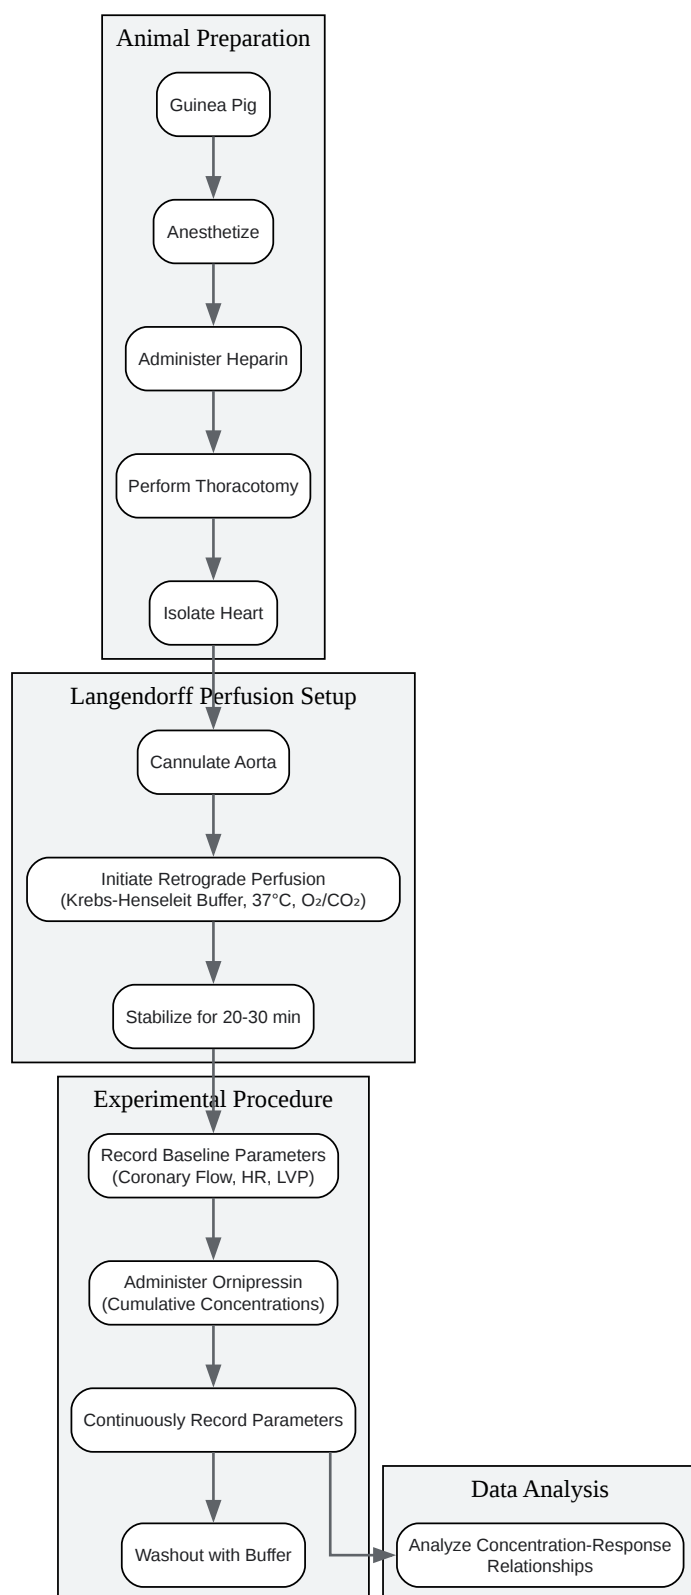 Animal Preparation
Guinea Pig
Anesthetize
Administer Heparin
Perform Thoracotomy
Isolate Heart
Langendorff Perfusion Setup
Cannulate Aorta
Initiate Retrograde Perfusion
(Krebs-Henseleit Buffer, 37°C, O₂/CO₂)
Stabilize for 20-30 min
Experimental Procedure
Record Baseline Parameters
(Coronary Flow, HR, LVP)
Administer Ornipressin
(Cumulative Concentrations)
Continuously Record Parameters
Washout with Buffer
Data Analysis
Analyze Concentration-Response
Relationships